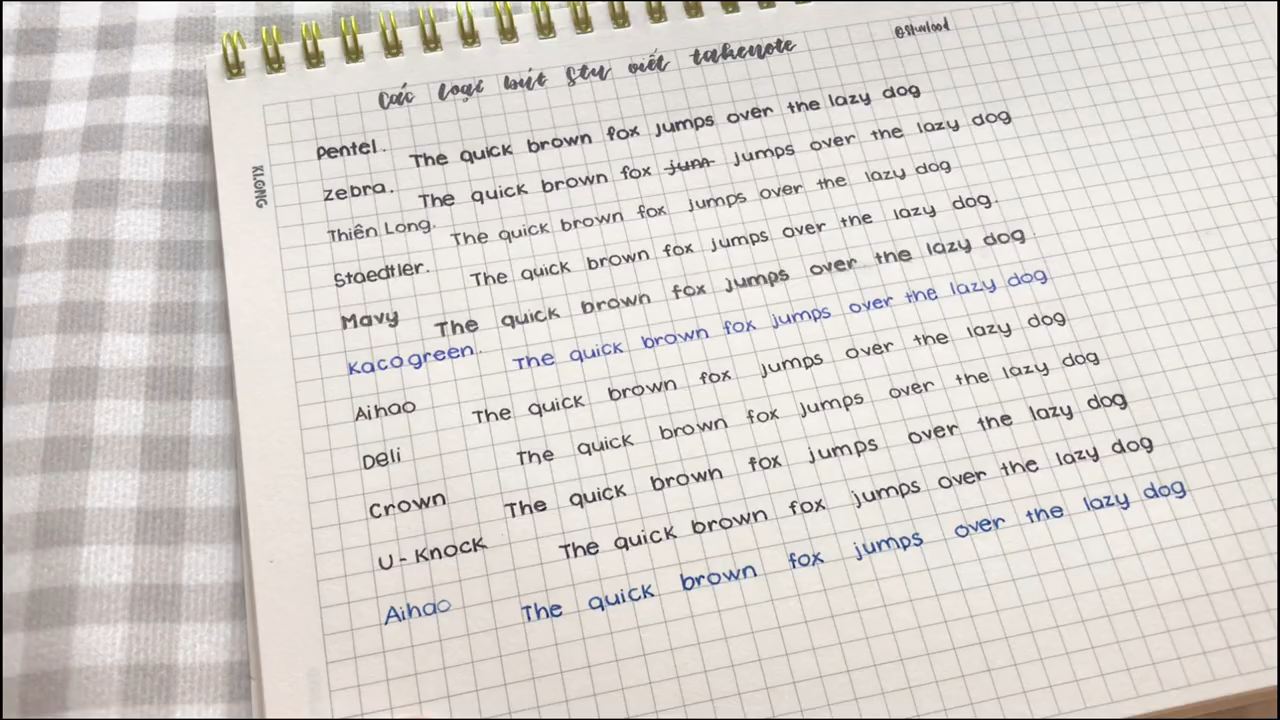 @stuvlood
Các loại bút Stu viết takenote
KLONG
Pentel. The quick brown fox jumps over the lazy dog
zebra. The quick brown fox jum jumps over the lazy dog
Thiên Long. The quick brown fox jumps over the lazy dog
Staedtler. The quick brown fox jumps over the lazy dog.
Mavy The quick brown fox jumps over the lazy dog
Kacogreen. The quick brown fox jumps over the lazy dog
Aihao The quick brown fox jumps over the lazy dog
Deli The quick brown fox jumps over the lazy dog
Crown The quick brown fox jumps over the lazy dog
U-Knock The quick brown fox jumps over the lazy dog
Aihao The quick brown fox jumps over the lazy dog